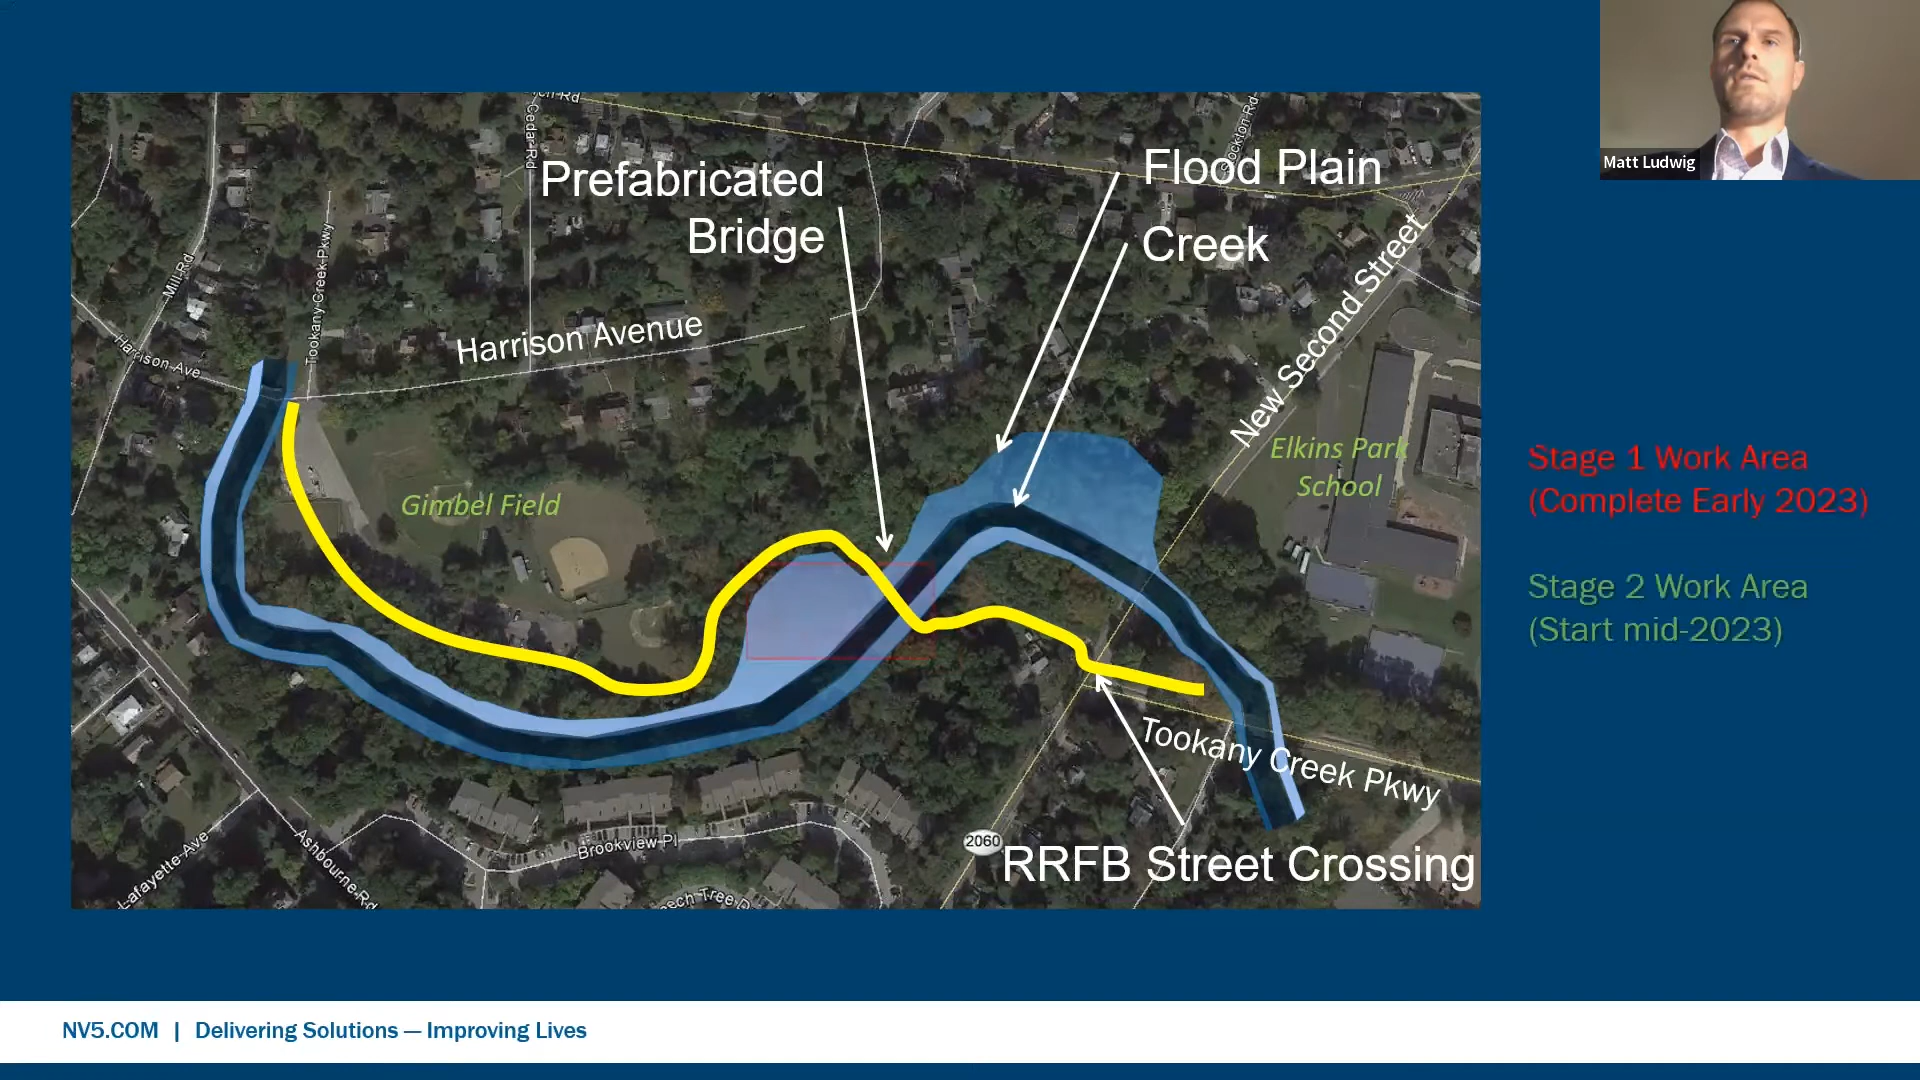 Matt Ludwig
Prefabricated
Bridge
Flood Plain
Creek
New Second Street
Cedar Rd
Mill Rd
Tookany Creek Pkwy
Harrison Ave
Harrison Avenue
Gimbel Field
Elkins Park
School
Stage 1 Work Area
(Complete Early 2023)
Stage 2 Work Area
(Start mid-2023)
Tookany Creek Pkwy
Brookview Pl
2060
RRFB Street Crossing
Lafayette Ave
Ashbourne Rd
NV5.COM | Delivering Solutions — Improving Lives